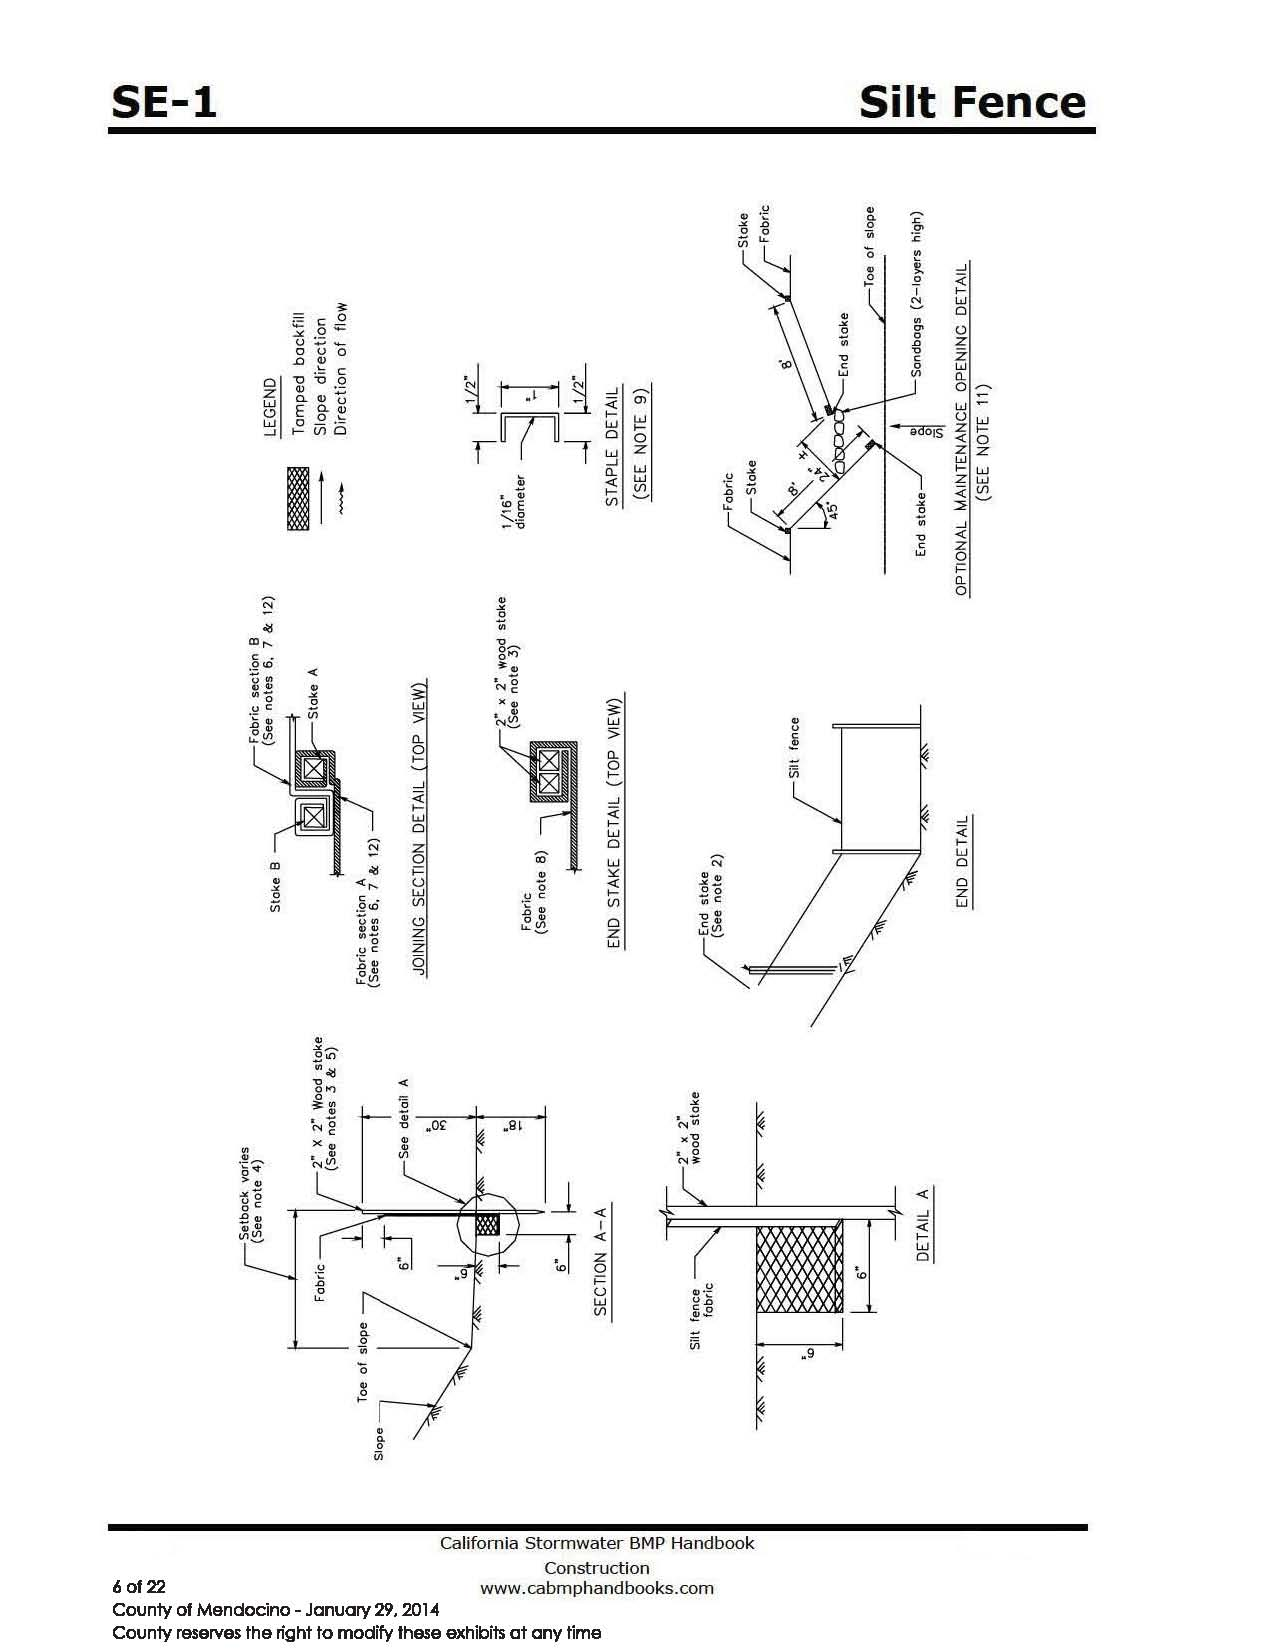 SE-1
Silt Fence
LEGEND
Tamped backfill
Slope direction
Direction of flow
1/2"
1"
1/2"
1/16"
diameter
STAPLE DETAIL
(SEE NOTE 9)
Stake
Fabric
8'
End stake
Toe of slope
Sandbags (2-layers high)
Fabric
Stake
8'
24" ±
45°
Slope
End stake
OPTIONAL MAINTENANCE OPENING DETAIL
(SEE NOTE 11)
Fabric section B
(See notes 6, 7 & 12)
Stake A
Stake B
Fabric section A
(See notes 6, 7 & 12)
JOINING SECTION DETAIL (TOP VIEW)
2" x 2" wood stake
(See note 3)
Fabric
(See note 8)
END STAKE DETAIL (TOP VIEW)
Silt fence
End stake
(See note 2)
END DETAIL
Setback varies
(See note 4)
2" X 2" Wood stake
(See notes 3 & 5)
See detail A
Fabric
30"
18"
6"
6"
6"
Toe of slope
Slope
SECTION A-A
2" x 2"
wood stake
Silt fence
fabric
6"
6"
DETAIL A
California Stormwater BMP Handbook
Construction
www.cabmphandbooks.com
6 of 22
County of Mendocino - January 29, 2014
County reserves the right to modify these exhibits at any time